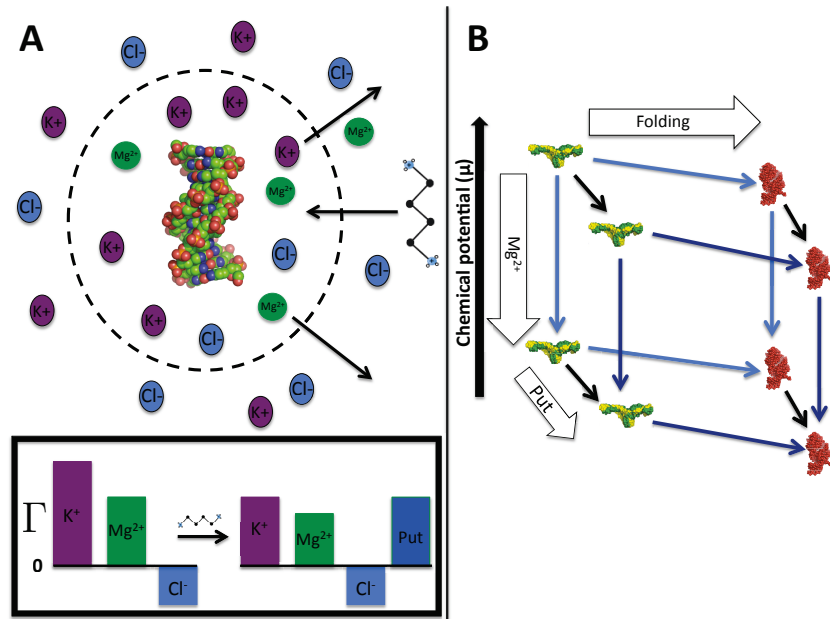 A
K+
Cl-
Cl-
K+
K+
K+
K+
Mg²⁺
Mg²⁺
K+
Mg²⁺
Cl-
K+
Cl-
Cl-
K+
Mg²⁺
K+
Cl-
Cl-
Cl-
K+
Γ
0
K⁺
Mg²⁺
Cl⁻
K⁺
Mg²⁺
Cl⁻
Put
B
Folding
Chemical potential (μ)
Mg²⁺
Put